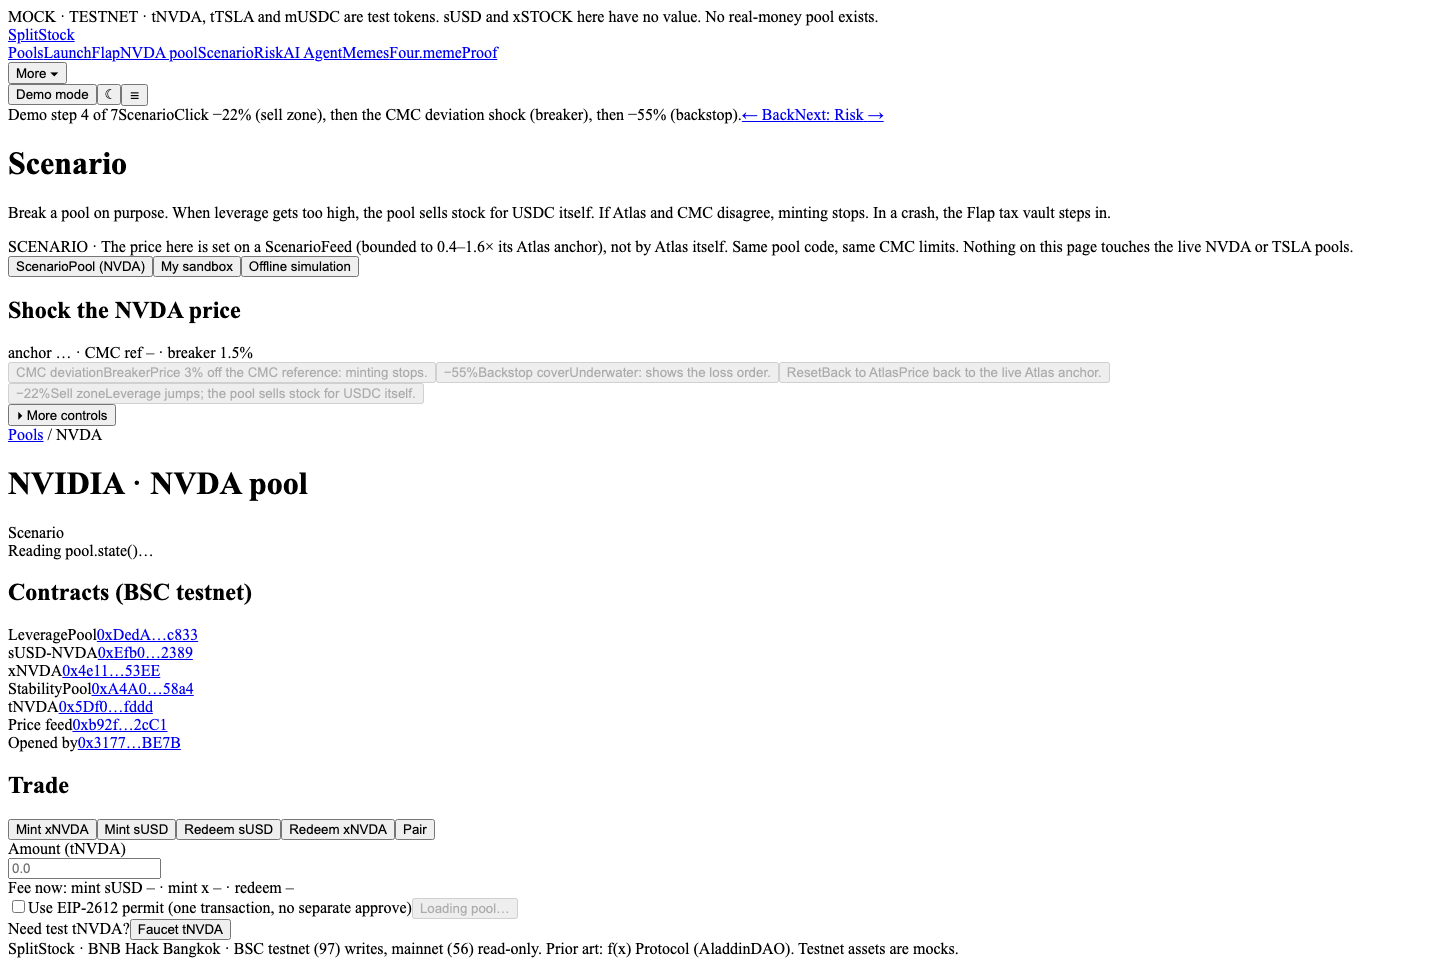 MOCK · TESTNET · tNVDA, tTSLA and mUSDC are test tokens. sUSD and xSTOCK here have no value. No real-money pool exists.
SplitStock
PoolsLaunchFlapNVDA poolScenarioRiskAI AgentMemesFour.memeProof
More ▾
Demo mode ☾ ≡
Demo step 4 of 7ScenarioClick −22% (sell zone), then the CMC deviation shock (breaker), then −55% (backstop).← BackNext: Risk →
Scenario
Break a pool on purpose. When leverage gets too high, the pool sells stock for USDC itself. If Atlas and CMC disagree, minting stops. In a crash, the Flap tax vault steps in.
SCENARIO · The price here is set on a ScenarioFeed (bounded to 0.4–1.6× its Atlas anchor), not by Atlas itself. Same pool code, same CMC limits. Nothing on this page touches the live NVDA or TSLA pools.
ScenarioPool (NVDA) My sandbox Offline simulation
Shock the NVDA price
anchor … · CMC ref – · breaker 1.5%
CMC deviationBreakerPrice 3% off the CMC reference: minting stops. −55%Backstop coverUnderwater: shows the loss order. ResetBack to AtlasPrice back to the live Atlas anchor.
−22%Sell zoneLeverage jumps; the pool sells stock for USDC itself.
▸ More controls
Pools / NVDA
NVIDIA · NVDA pool
Scenario
Reading pool.state()…
Contracts (BSC testnet)
LeveragePool0xDedA…c833
sUSD-NVDA0xEfb0…2389
xNVDA0x4e11…53EE
StabilityPool0xA4A0…58a4
tNVDA0x5Df0…fddd
Price feed0xb92f…2cC1
Opened by0x3177…BE7B
Trade
Mint xNVDA Mint sUSD Redeem sUSD Redeem xNVDA Pair
Amount (tNVDA)
0.0
Fee now: mint sUSD – · mint x – · redeem –
Use EIP-2612 permit (one transaction, no separate approve) Loading pool…
Need test tNVDA? Faucet tNVDA
SplitStock · BNB Hack Bangkok · BSC testnet (97) writes, mainnet (56) read-only. Prior art: f(x) Protocol (AladdinDAO). Testnet assets are mocks.